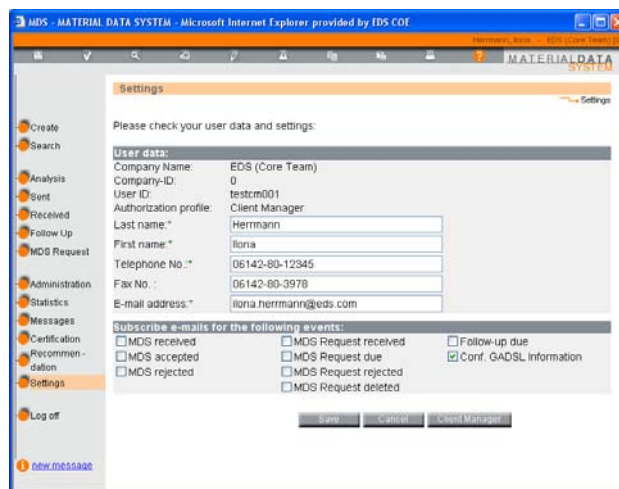 MDS - MATERIAL DATA SYSTEM - Microsoft Internet Explorer provided by EDS COE
Herrmann, Ilona - EDS (Core Team)
MATERIALDATA
SYSTEM
Settings
Settings
Please check your user data and settings:
User data:
Company Name: EDS (Core Team)
Company-ID: 0
User ID: testcm001
Authorization profile: Client Manager
Last name:* Herrmann
First name:* Ilona
Telephone No.:* 06142-80-12345
Fax No. : 06142-80-3978
E-mail address:* ilona.herrmann@eds.com
Subscribe e-mails for the following events:
MDS received MDS Request received Follow-up due
MDS accepted MDS Request due Conf. GADSL Information
MDS rejected MDS Request rejected
MDS Request deleted
Save Cancel Client Manager
Create
Search
Analysis
Sent
Received
Follow Up
MDS Request
Administration
Statistics
Messages
Certification
Recommen-
dation
Settings
Log off
new message